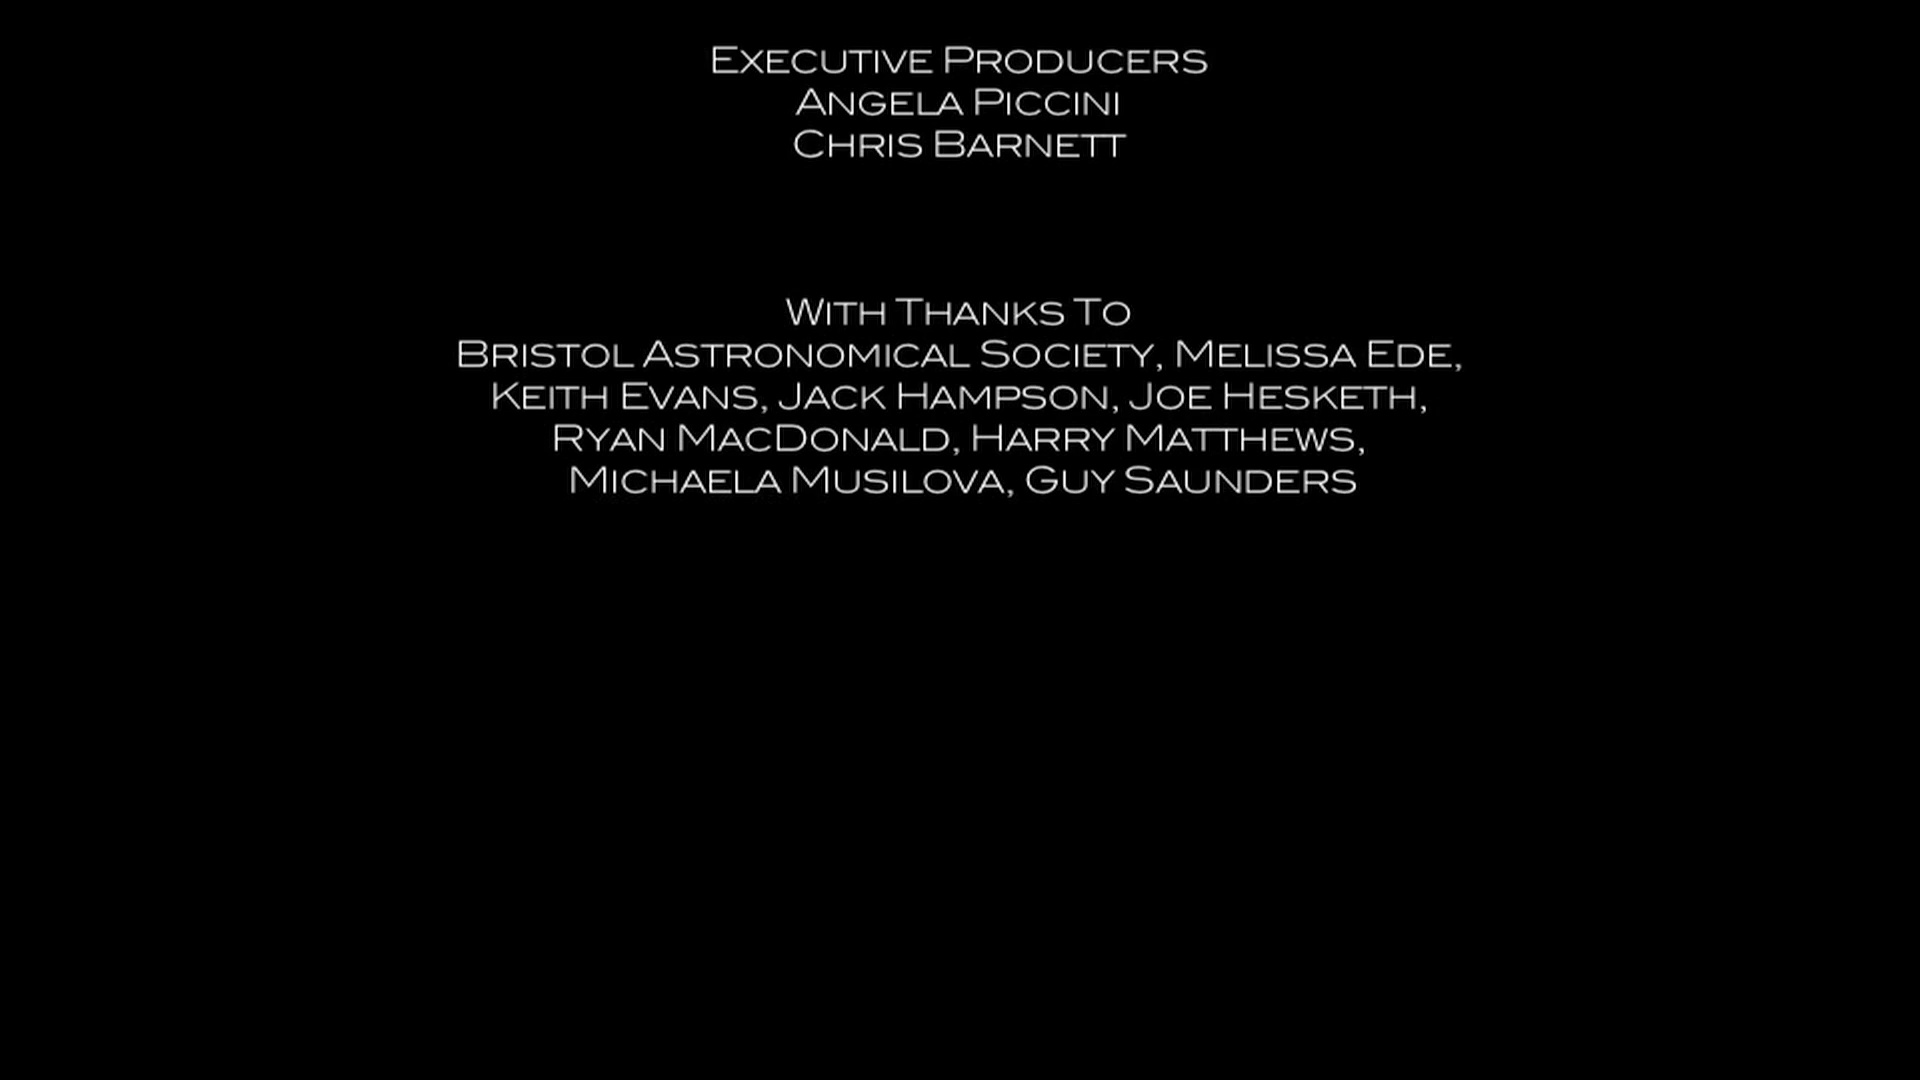 Executive Producers
Angela Piccini
Chris Barnett
With Thanks To
Bristol Astronomical Society, Melissa Ede,
Keith Evans, Jack Hampson, Joe Hesketh,
Ryan MacDonald, Harry Matthews,
Michaela Musilova, Guy Saunders